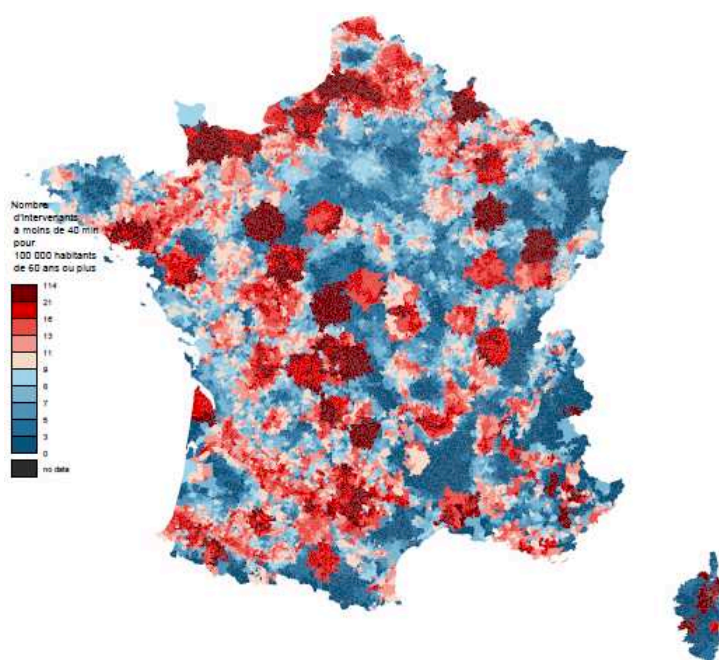 Nombre
d'intervenants
à moins de 40 min
pour
100 000 habitants
de 60 ans ou plus
114
21
16
13
11
9
8
7
5
3
0
no data